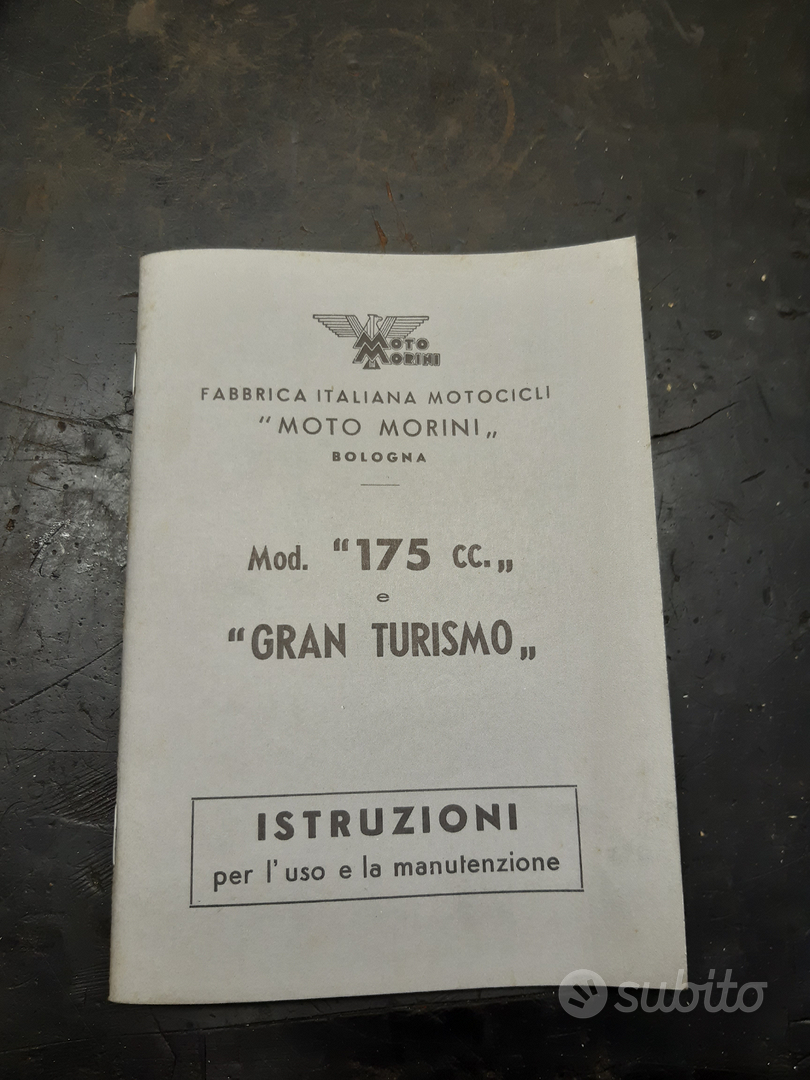 MOTO
MORINI
FABBRICA ITALIANA MOTOCICLI
“MOTO MORINI„
BOLOGNA
Mod. “175 cc.„
e
“GRAN TURISMO„
ISTRUZIONI
per l'uso e la manutenzione
subito